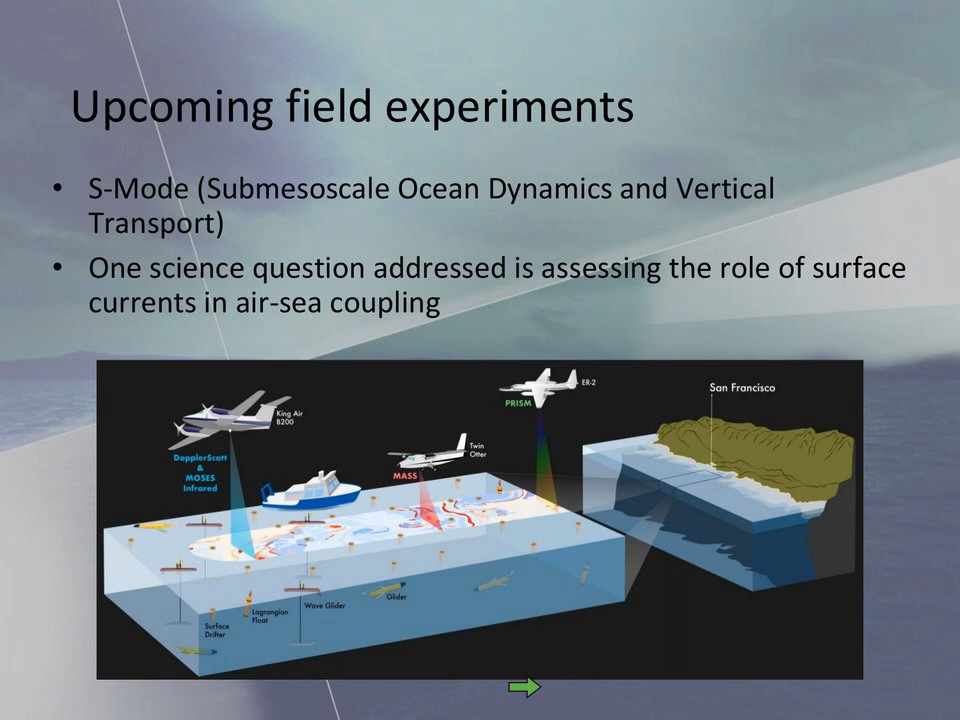 Upcoming field experiments
• S-Mode (Submesoscale Ocean Dynamics and Vertical
Transport)
• One science question addressed is assessing the role of surface
currents in air-sea coupling
ER-2
PRISM
San Francisco
King Air
B200
Twin
Otter
DopplerScatt
&
MOSES
Infrared
MASS
Glider
Wave Glider
Lagrangian
Float
Surface
Drifter